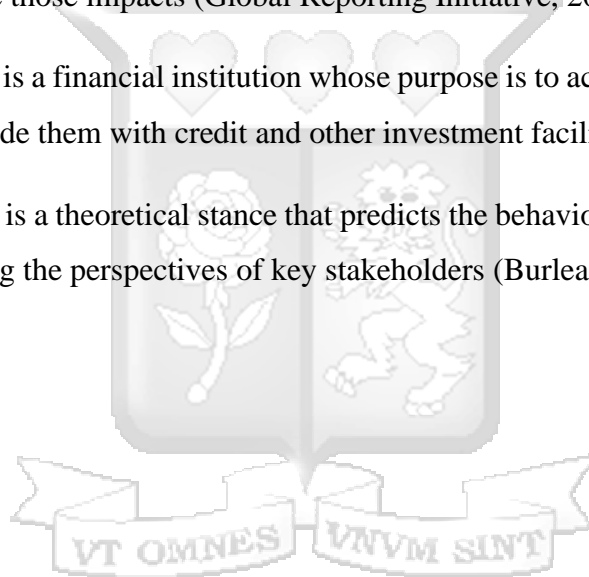 those impacts (Global Reporting Initiative, 20
is a financial institution whose purpose is to ac
de them with credit and other investment facili
is a theoretical stance that predicts the behavio
g the perspectives of key stakeholders (Burlea
VT OMNES VNVM SINT